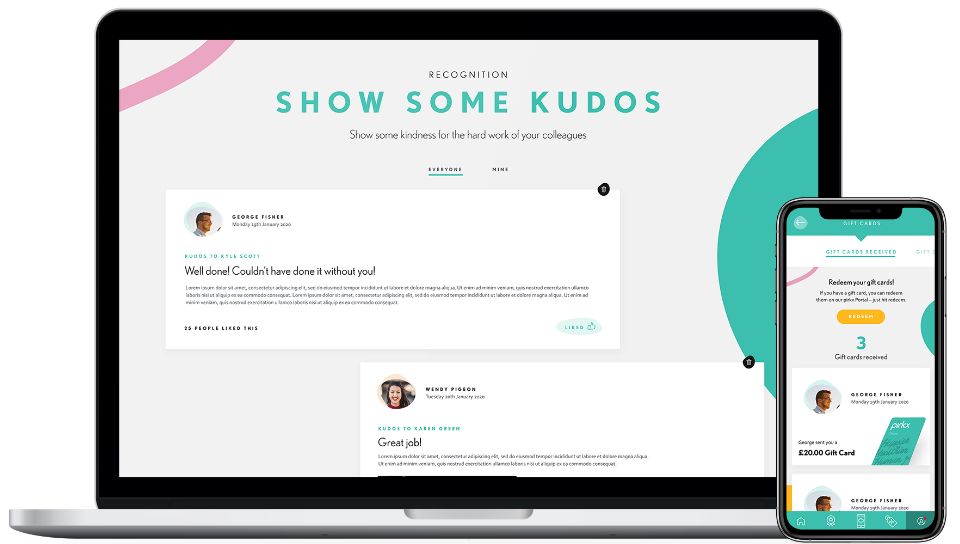 RECOGNITION
SHOW SOME KUDOS
Show some kindness for the hard work of your colleagues
EVERYONE MINE
GEORGE FISHER
Monday 19th January 2020
KUDOS TO KYLE SCOTT
Well done! Couldn't have done it without you!
Lorem ipsum dolor sit amet, consectetur adipiscing elit, sed do eiusmod tempor incididunt ut labore et dolore magna aliqua. Ut enim ad minim veniam, quis nostrud exercitation ullamco
laboris nisi ut aliquip ex ea commodo consequat. Lorem ipsum dolor sit amet, consectetur adipiscing elit, sed do eiusmod tempor incididunt ut labore et dolore magna aliqua. Ut enim ad
minim veniam, quis nostrud exercitation ullamco laboris nisi ut aliquip ex ea commodo consequat.
25 PEOPLE LIKED THIS
LIKED
WENDY PIGEON
Tuesday 20th January 2020
KUDOS TO KAREN GREEN
Great job!
Lorem ipsum dolor sit amet, consectetur adipiscing elit, sed do eiusmod tempor incididunt ut labore et dolore magna aliqua.
Ut enim ad minim veniam, quis nostrud exercitation ullamco laboris nisi ut aliquip ex ea commodo consequat.
GIFT CARDS
GIFT CARDS RECEIVED GIFT C
Redeem your gift cards!
If you have a gift card, you can redeem
them on our pirkx Portal – just hit redeem.
REDEEM
3
Gift cards received
GEORGE FISHER
Monday 19th January 2020
pirkx
George sent you a
£20.00 Gift Card
GEORGE FISHER
Monday 19th January 2020